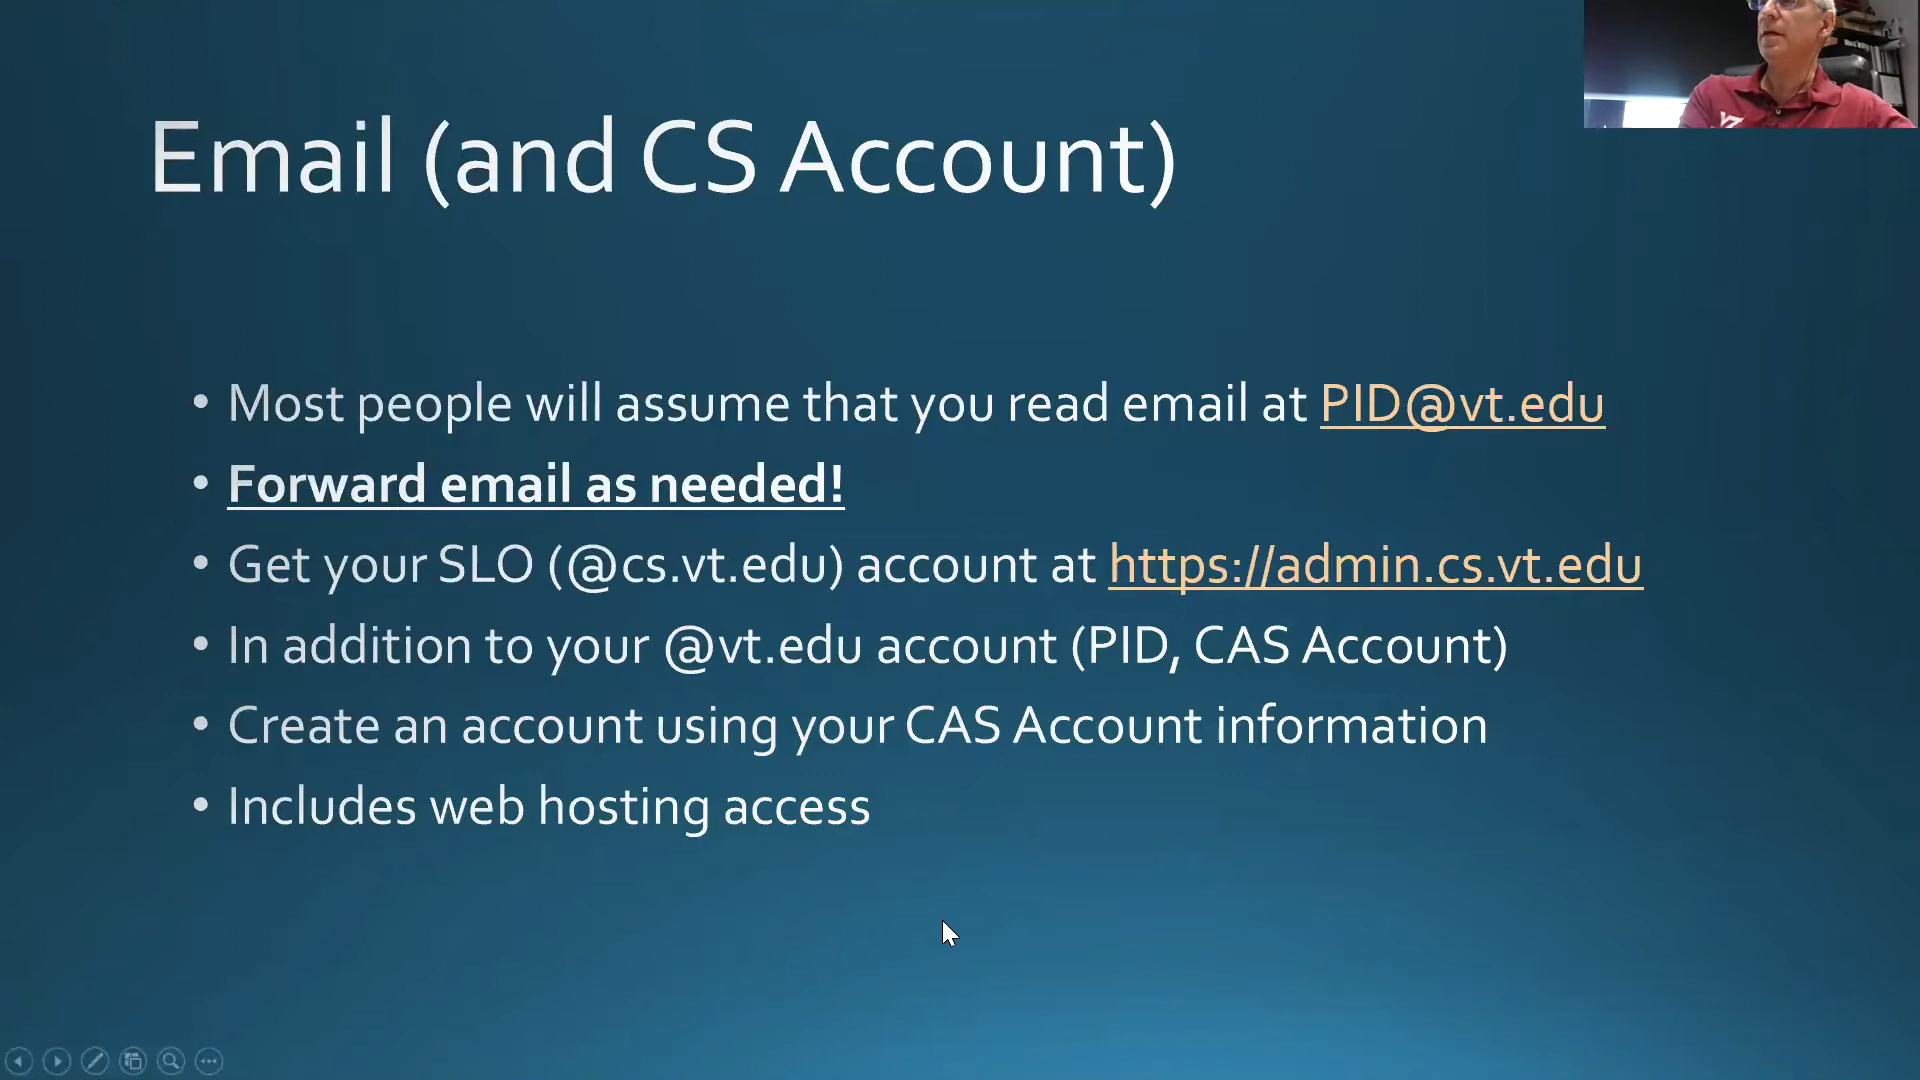 Email (and CS Account)
• Most people will assume that you read email at PID@vt.edu
• Forward email as needed!
• Get your SLO (@cs.vt.edu) account at https://admin.cs.vt.edu
• In addition to your @vt.edu account (PID, CAS Account)
• Create an account using your CAS Account information
• Includes web hosting access